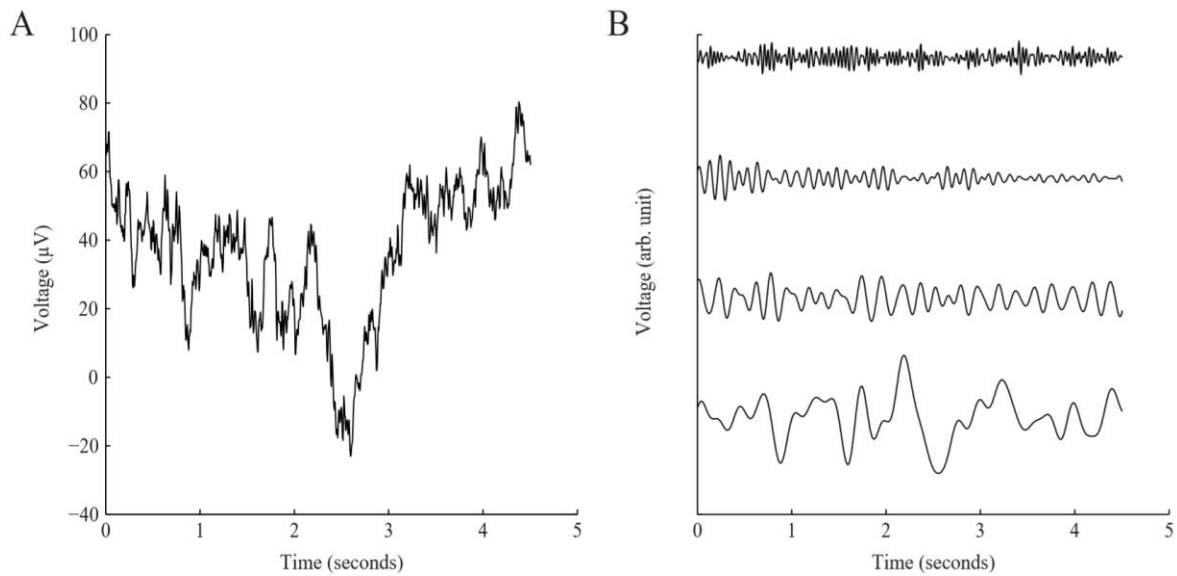 A
100
80
60
40
20
0
−20
−40
Voltage (µV)
0 1 2 3 4 5
Time (seconds)
B
Voltage (arb. unit)
0 1 2 3 4 5
Time (seconds)